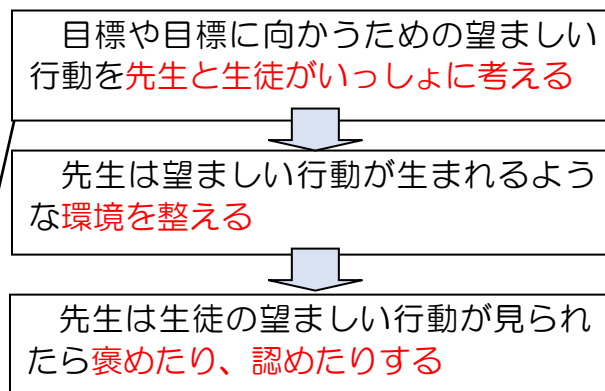 目標や目標に向かうための望ましい
行動を先生と生徒がいっしょに考える
先生は望ましい行動が生まれるよう
な環境を整える
先生は生徒の望ましい行動が見られ
たら褒めたり、認めたりする